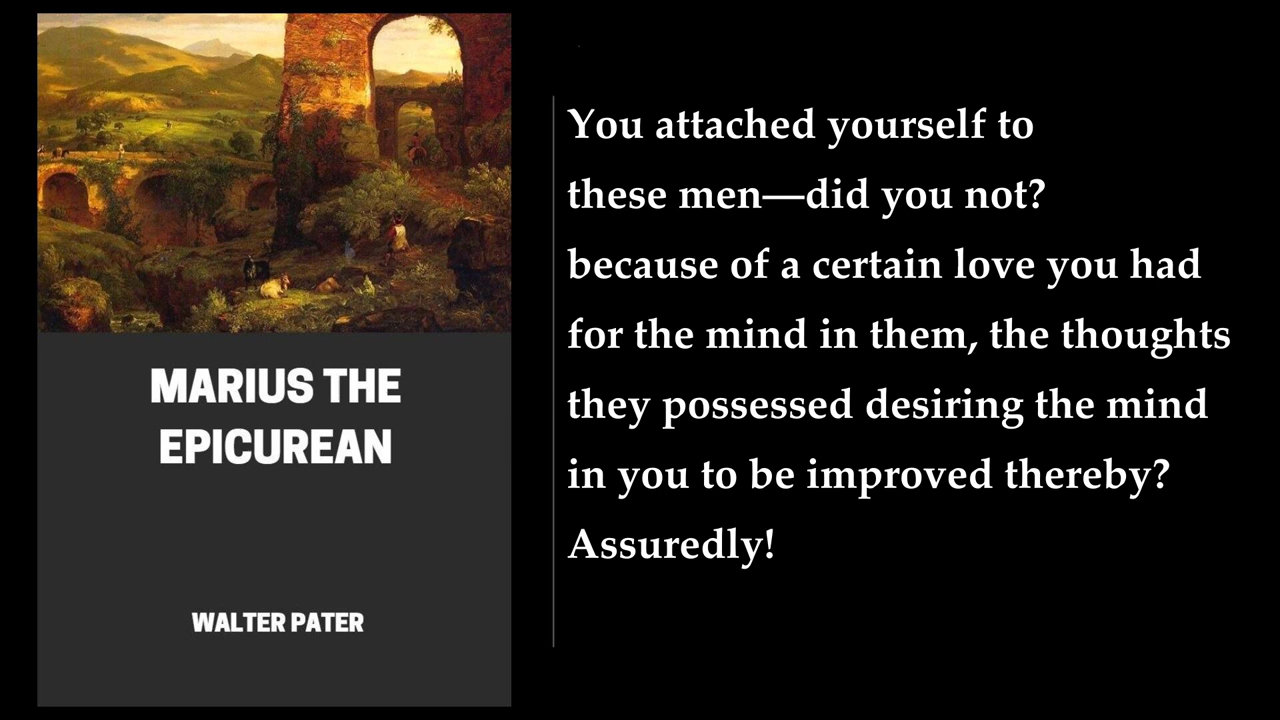 MARIUS THE
EPICUREAN
WALTER PATER
You attached yourself to
these men—did you not?
because of a certain love you had
for the mind in them, the thoughts
they possessed desiring the mind
in you to be improved thereby?
Assuredly!